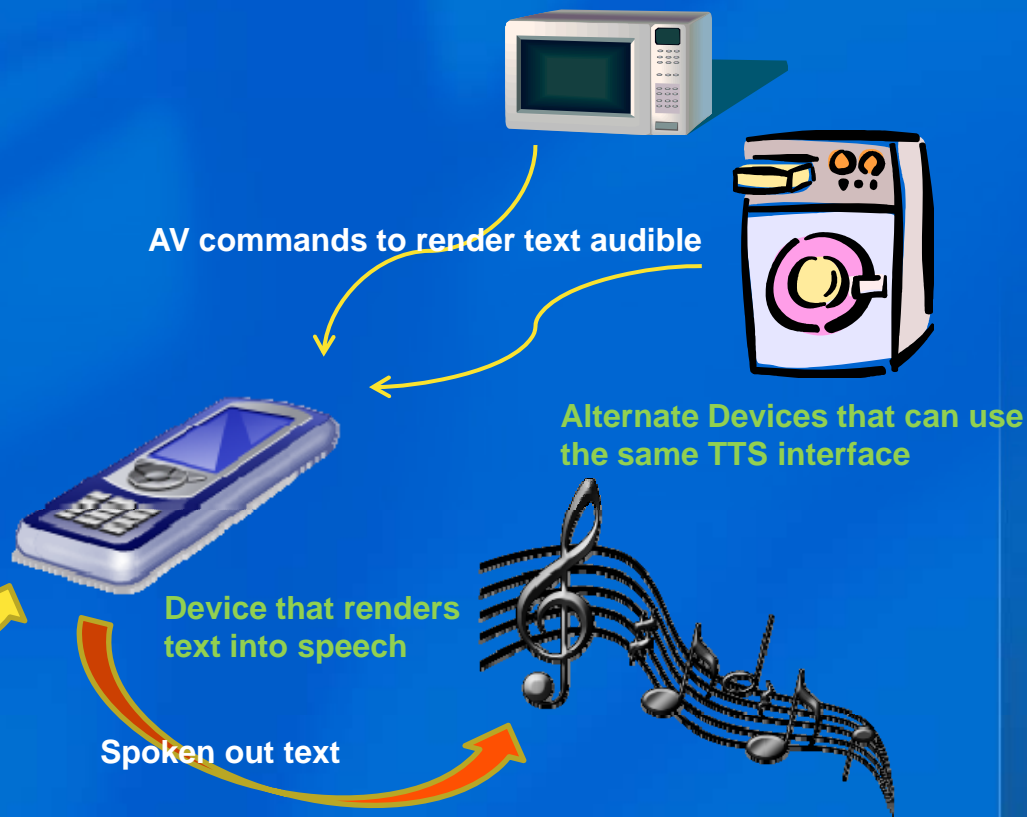 AV commands to render text audible
Alternate Devices that can use
the same TTS interface
Device that renders
text into speech
Spoken out text